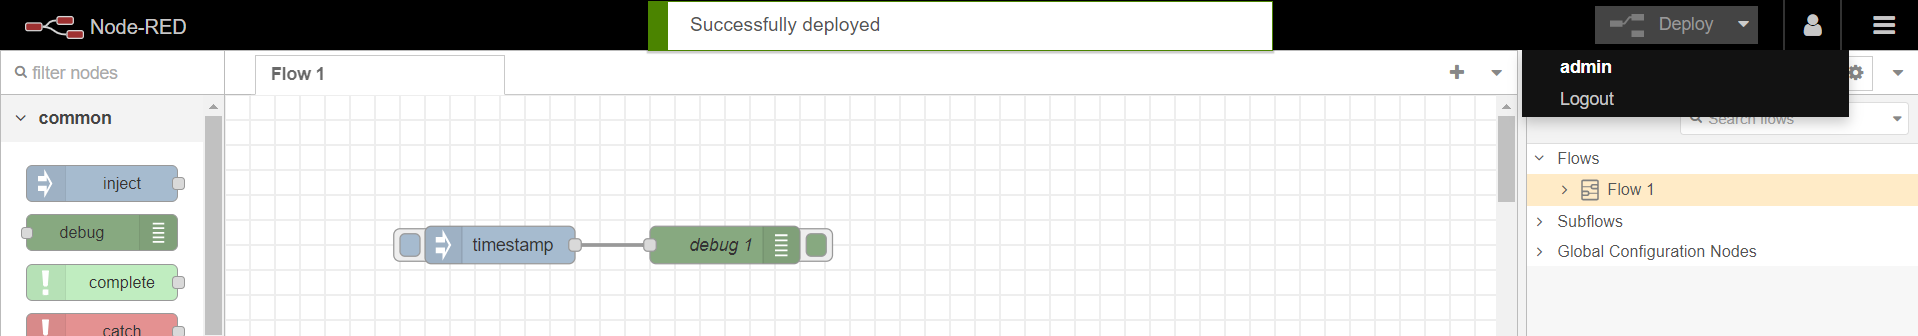 Node-RED
Successfully deployed
Deploy
filter nodes
Flow 1
admin
Logout
common
Search flows
inject
debug
complete
catch
timestamp
debug 1
Flows
Flow 1
Subflows
Global Configuration Nodes